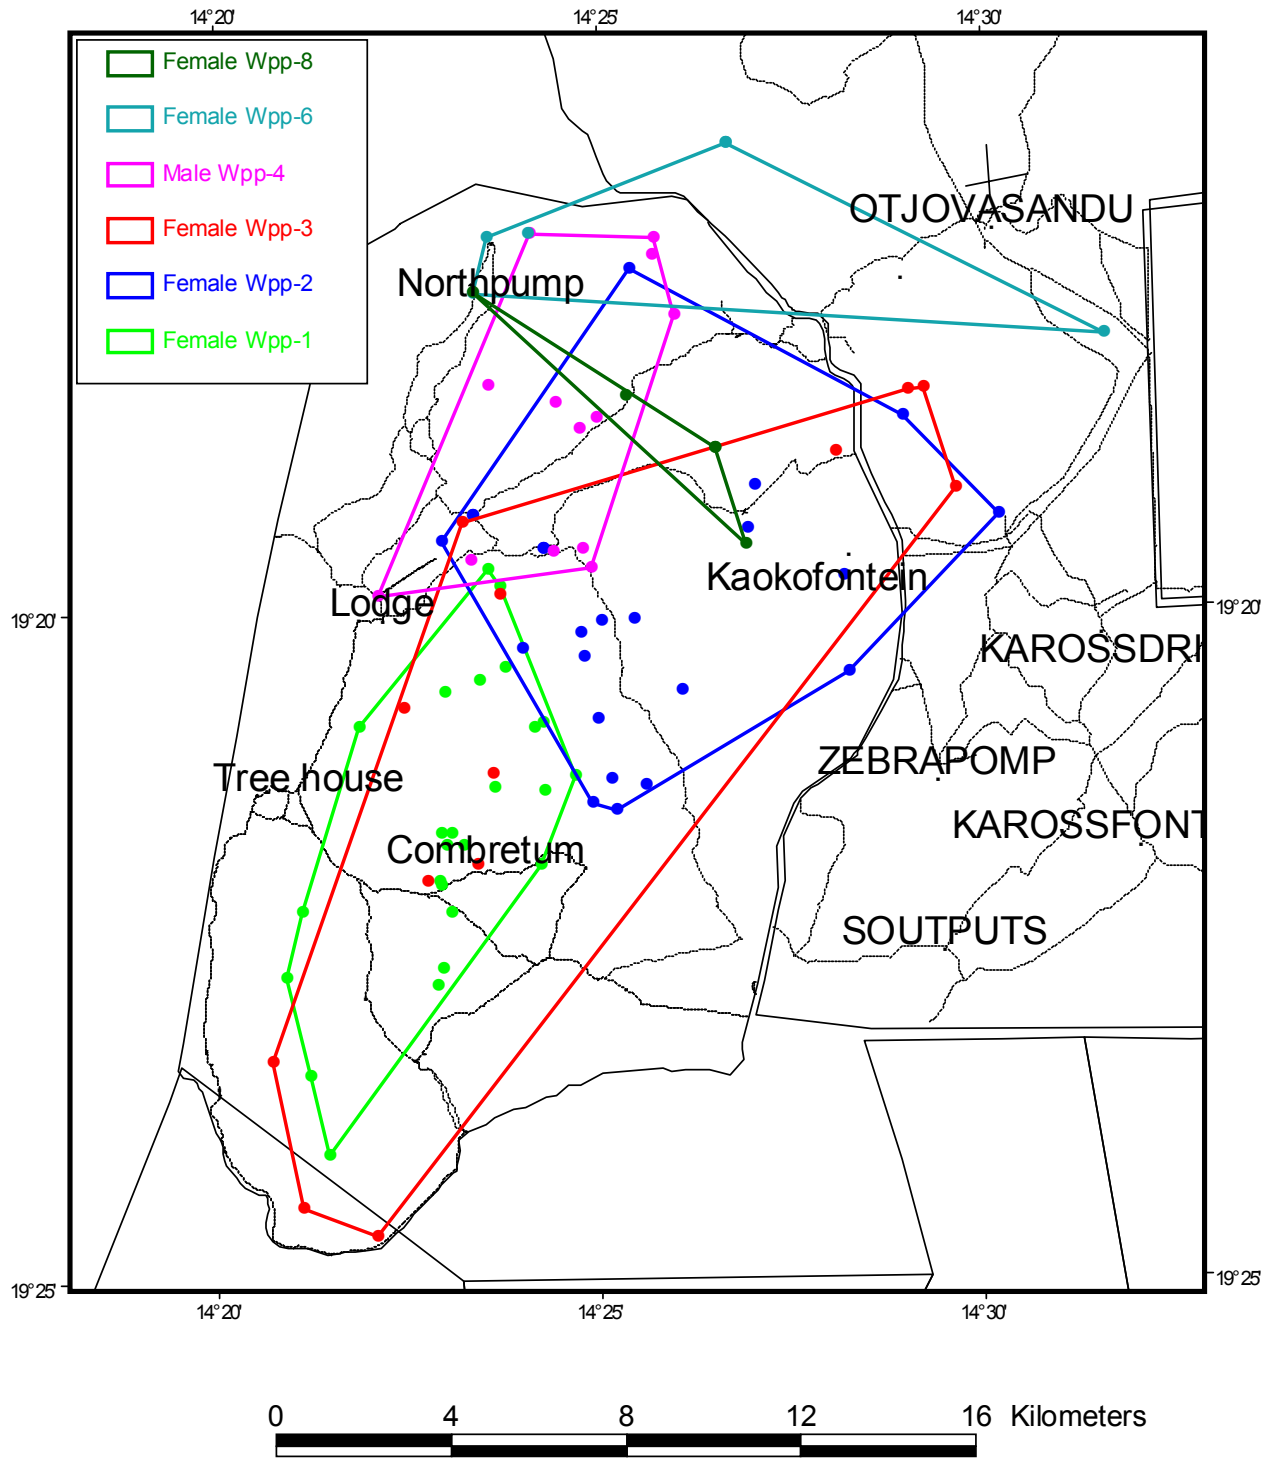 14°20' 14°25' 14°30'
Female Wpp-8
Female Wpp-6
Male Wpp-4
Female Wpp-3
Female Wpp-2
Female Wpp-1
OTJOVASANDU
Northpump
Kaokofontein
Lodge
19°20' 19°20'
KAROSSDRI
ZEBRAPOMP
Tree house
KAROSSFONT
Combretum
SOUTPUTS
19°25' 19°25'
14°20' 14°25' 14°30'
0 4 8 12 16 Kilometers